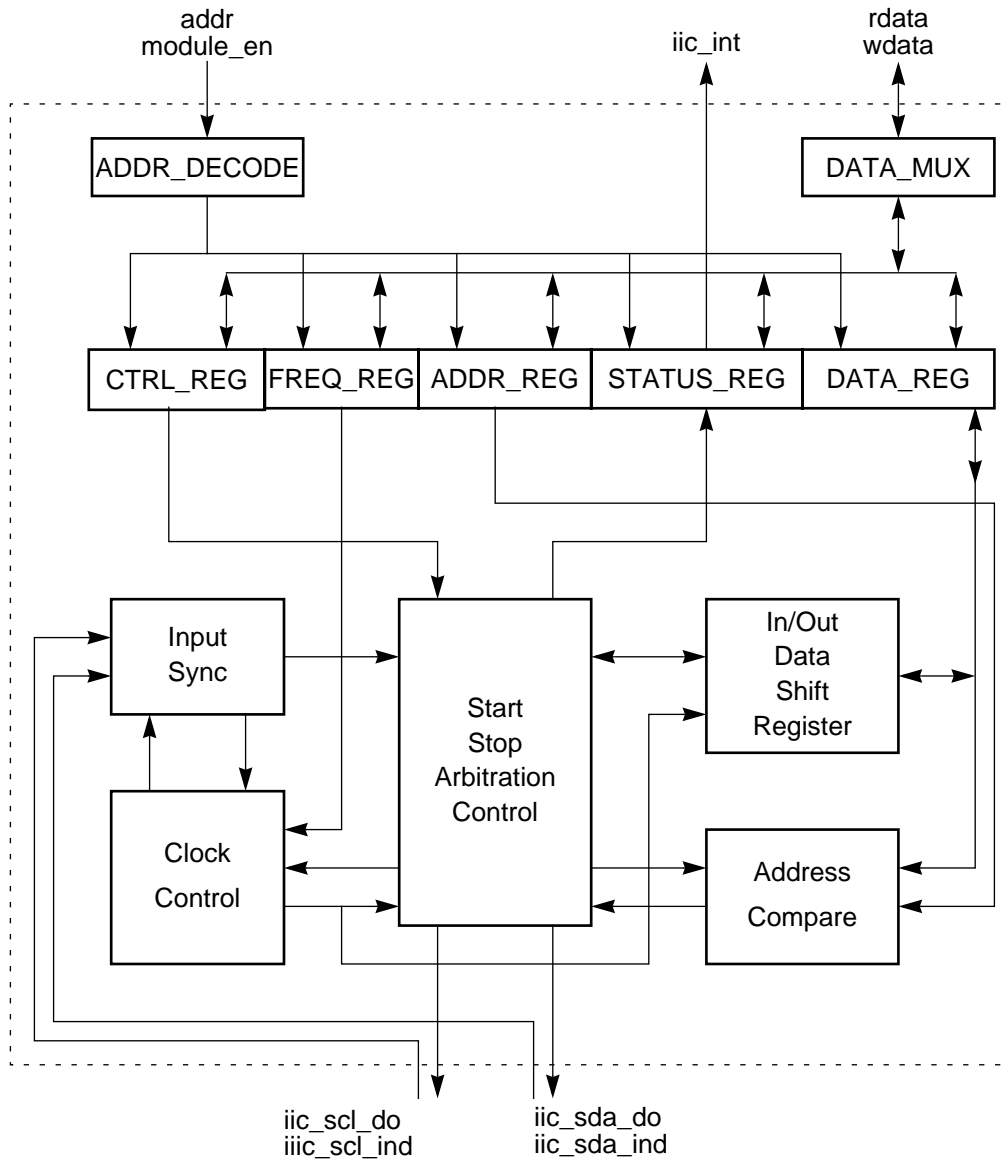 addr
module_en
iic_int
rdata
wdata
ADDR_DECODE
DATA_MUX
CTRL_REG
FREQ_REG
ADDR_REG
STATUS_REG
DATA_REG
Input
Sync
Start
Stop
Arbitration
Control
In/Out
Data
Shift
Register
Clock
Control
Address
Compare
iic_scl_do
iiic_scl_ind
iic_sda_do
iic_sda_ind